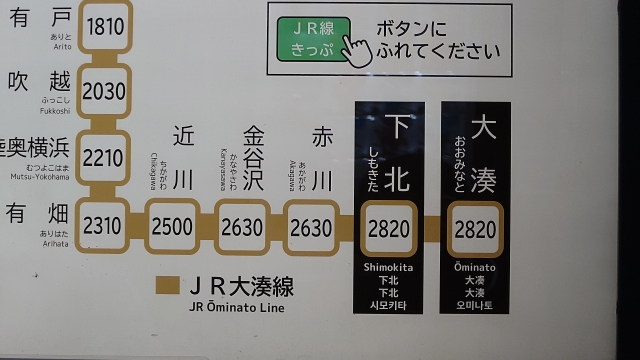 有戸
ありと
Arito
1810
吹越
ふっこし
Fukkoshi
2030
陸奥横浜
むつよこはま
Mutsu-Yokohama
2210
有畑
ありはた
Arihata
2310
近川
ちかがわ
Chikagawa
2500
金谷沢
かなやさわ
Kanayasawa
2630
赤川
あかがわ
Akagawa
2630
下北
しもきた
2820
Shimokita
下北
下北
시모키타
大湊
おおみなと
2820
Ōminato
大凑
大湊
오미나토
JR線
きっぷ
ボタンに
ふれてください
JR大湊線
JR Ōminato Line